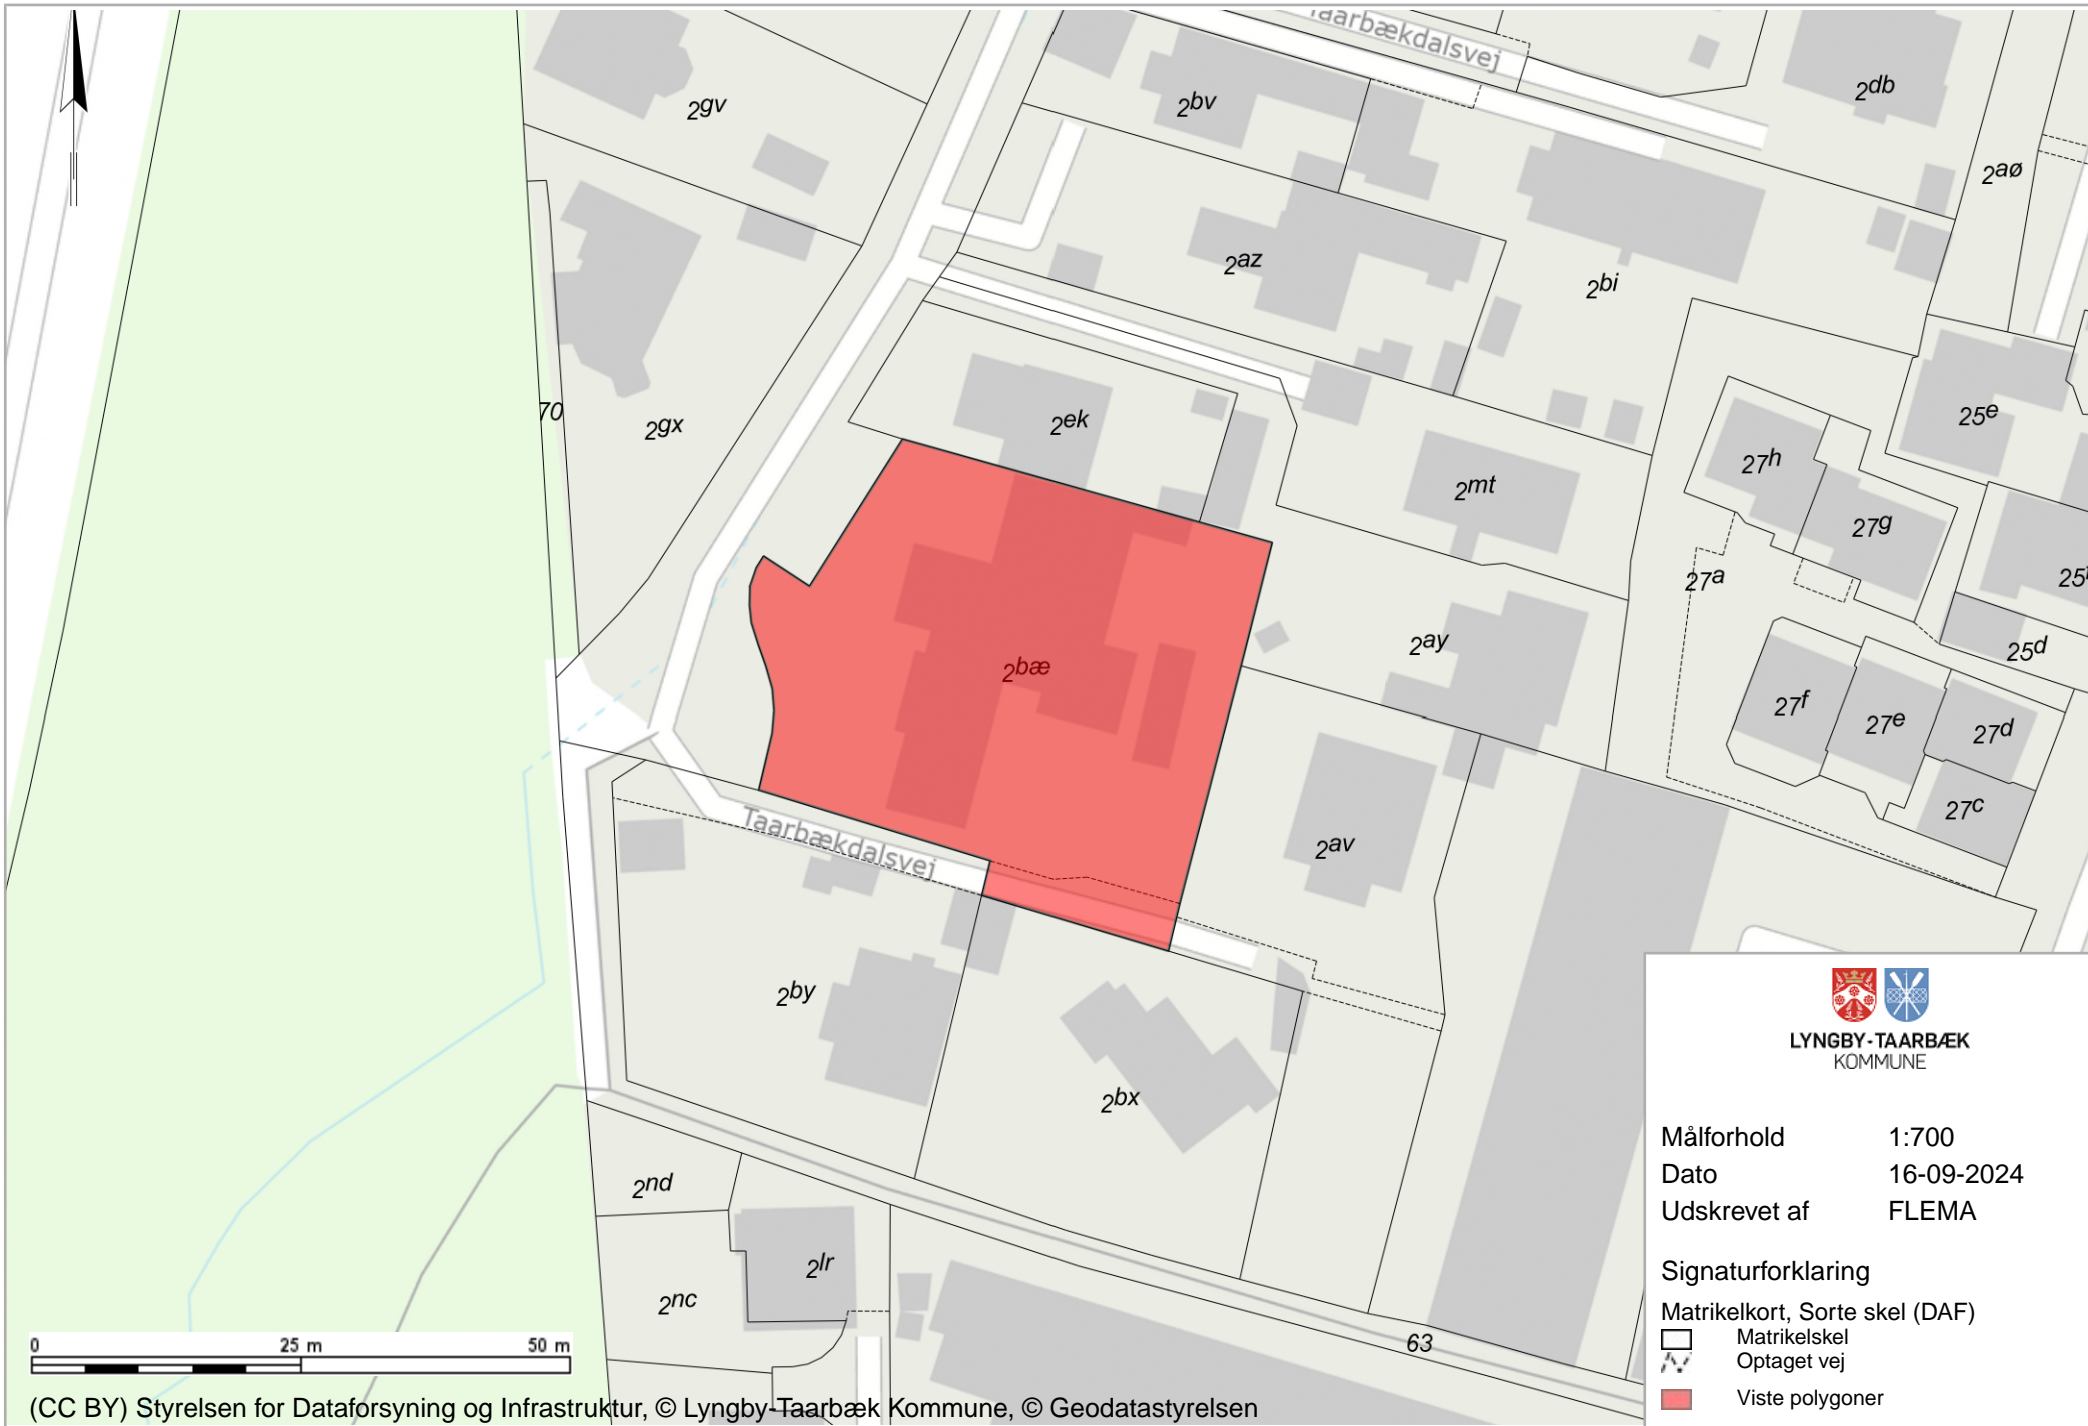 Taarbækdalsvej
2db
2gv
2bv
2aø
2az
2bi
70
2gx
2ek
25e
27h
2mt
27g
27a
25
2ay
25d
2bæ
27f
27e
27d
27c
Taarbækdalsvej
2av
2by
2bx
2nd
2lr
2nc
63
LYNGBY-TAARBÆK
KOMMUNE
Målforhold 1:700
Dato 16-09-2024
Udskrevet af FLEMA
Signaturforklaring
Matrikelkort, Sorte skel (DAF)
Matrikelskel
Optaget vej
Viste polygoner
0 25 m 50 m
(CC BY) Styrelsen for Dataforsyning og Infrastruktur, © Lyngby-Taarbæk Kommune, © Geodatastyrelsen